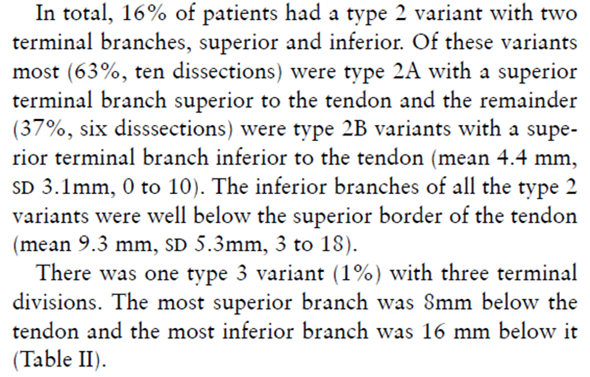 In total, 16% of patients had a type 2 variant with two
terminal branches, superior and inferior. Of these variants
most (63%, ten dissections) were type 2A with a superior
terminal branch superior to the tendon and the remainder
(37%, six disssections) were type 2B variants with a supe-
rior terminal branch inferior to the tendon (mean 4.4 mm,
SD 3.1mm, 0 to 10). The inferior branches of all the type 2
variants were well below the superior border of the tendon
(mean 9.3 mm, SD 5.3mm, 3 to 18).
There was one type 3 variant (1%) with three terminal
divisions. The most superior branch was 8mm below the
tendon and the most inferior branch was 16 mm below it
(Table II).